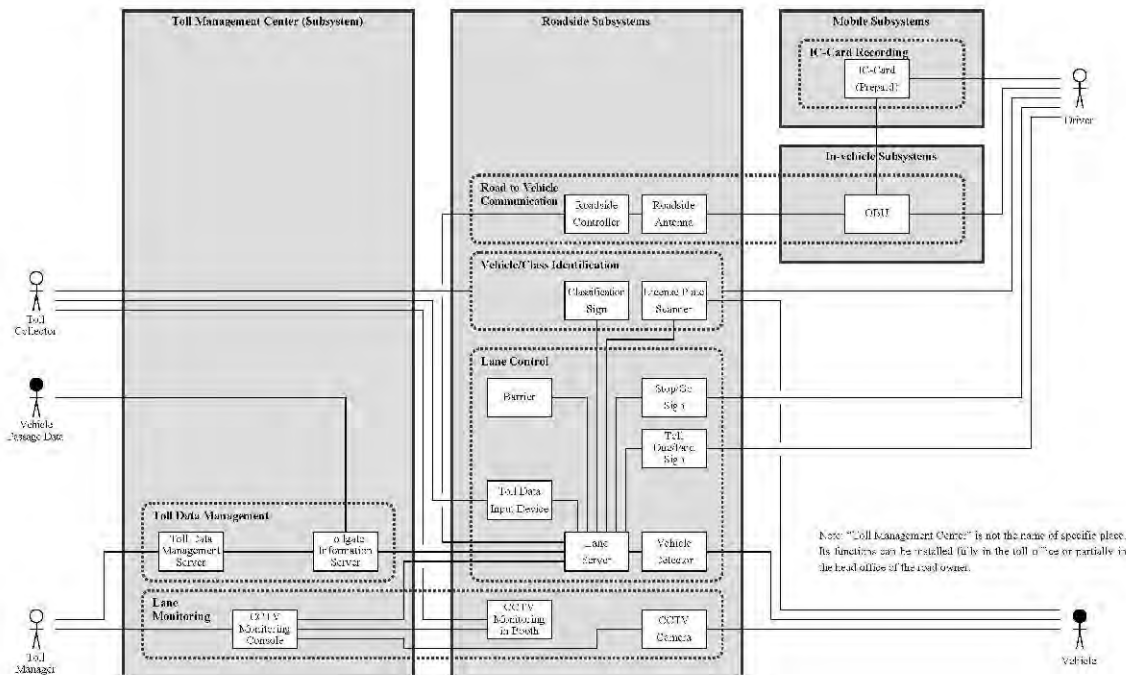 Toll Management Center (Subsystem)
Roadside Subsystems
Mobile Subsystems
IC-Card Recording
IC-Card
(Prepaid)
Driver
In-vehicle Subsystems
Road to Vehicle
Communication
Roadside
Controller
Roadside
Antenna
OBU
Vehicle/Class Identification
Classification
Sign
License Plate
Scanner
Toll
Collector
Lane Control
Barrier
Stop/Go
Sign
Toll
Sign
Vehicle
Passage Data
Toll Data
Input Device
Toll Data Management
Toll Data
Management
Server
Tollgate
Information
Server
Lane
Server
Vehicle
Detector
Note: "Toll Management Center" is not the name of specific place.
Its functions can be installed fully in the toll office or partially in
the head office of the road owner.
Lane
Monitoring
CCTV
Monitoring
Console
CCTV
Monitoring
in Booth
CCTV
Camera
Toll
Manager
Vehicle